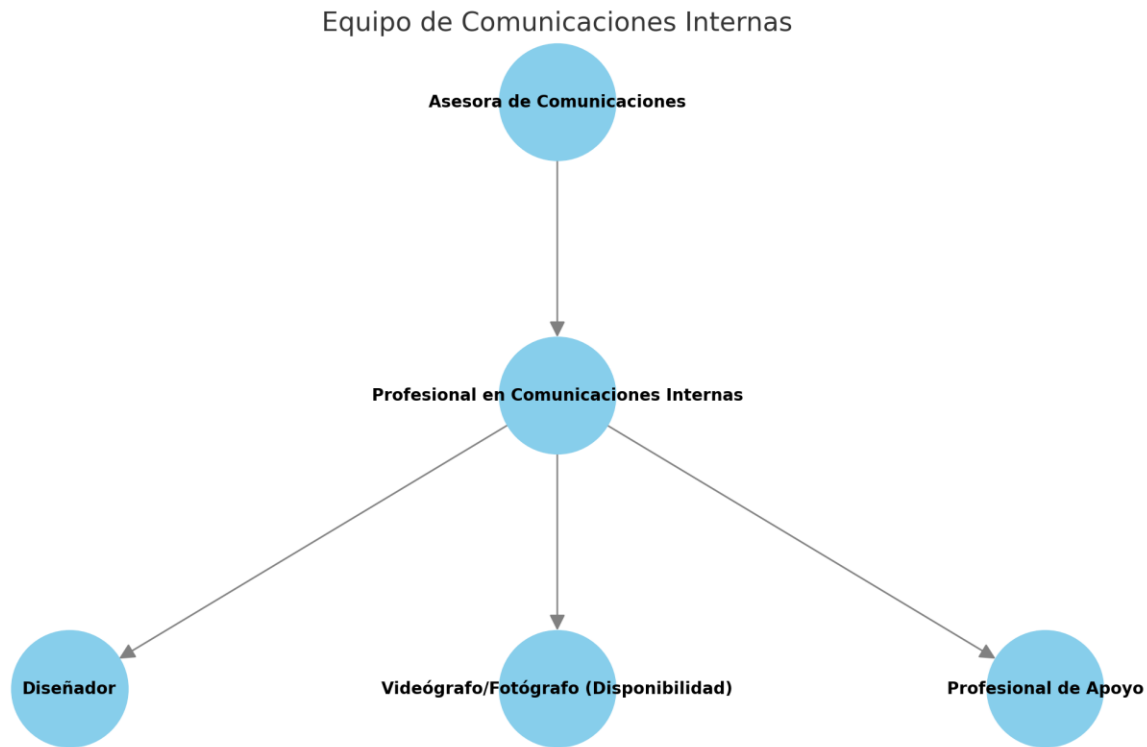 Equipo de Comunicaciones Internas
Asesora de Comunicaciones
Profesional en Comunicaciones Internas
Diseñador
Videógrafo/Fotógrafo (Disponibilidad)
Profesional de Apoyo